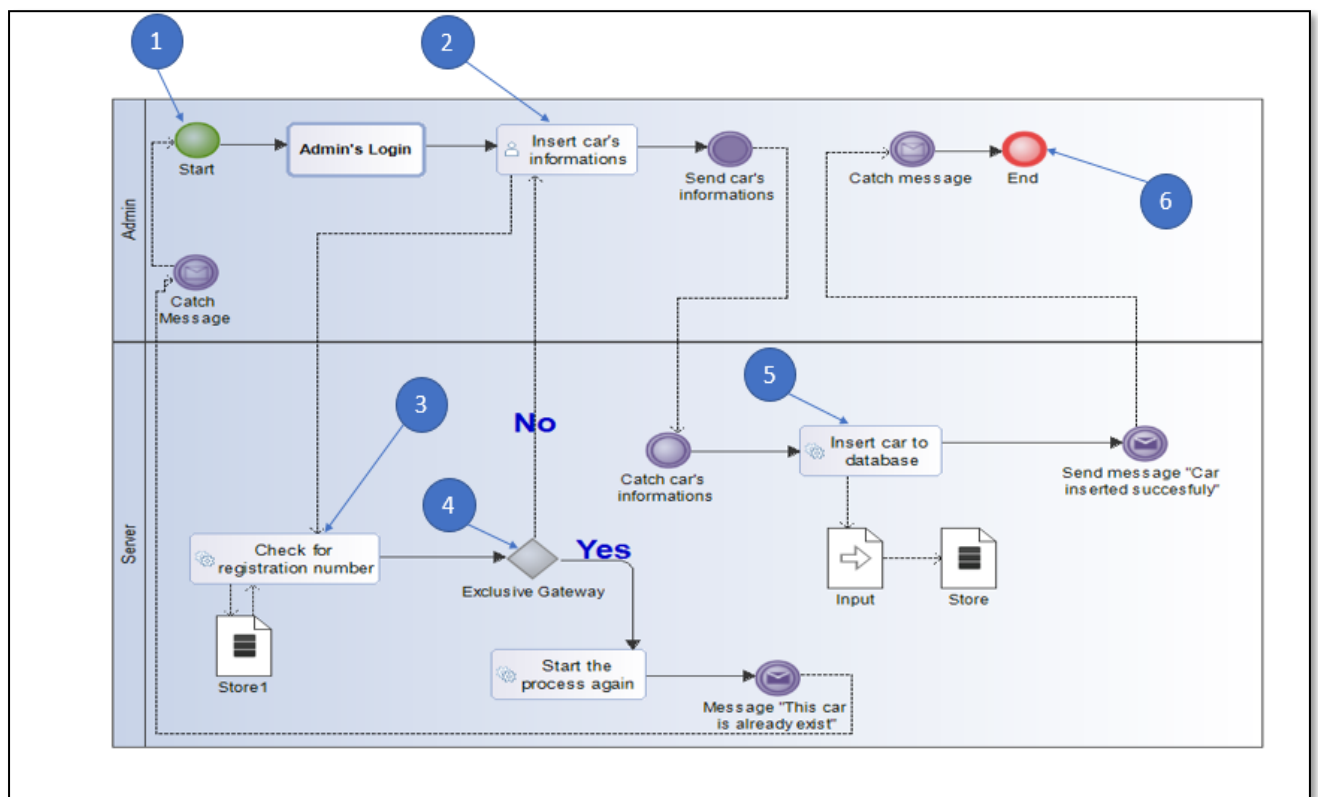 1
2
Admin
Start
Admin's Login
Insert car's
informations
Send car's
informations
Catch message
End
6
Catch
Message
Server
3
Check for
registration number
Store1
4
No
Yes
Exclusive Gateway
Start the
process again
Message "This car
is already exist"
Catch car's
informations
5
Insert car to
database
Input
Store
Send message "Car
inserted succesfuly"